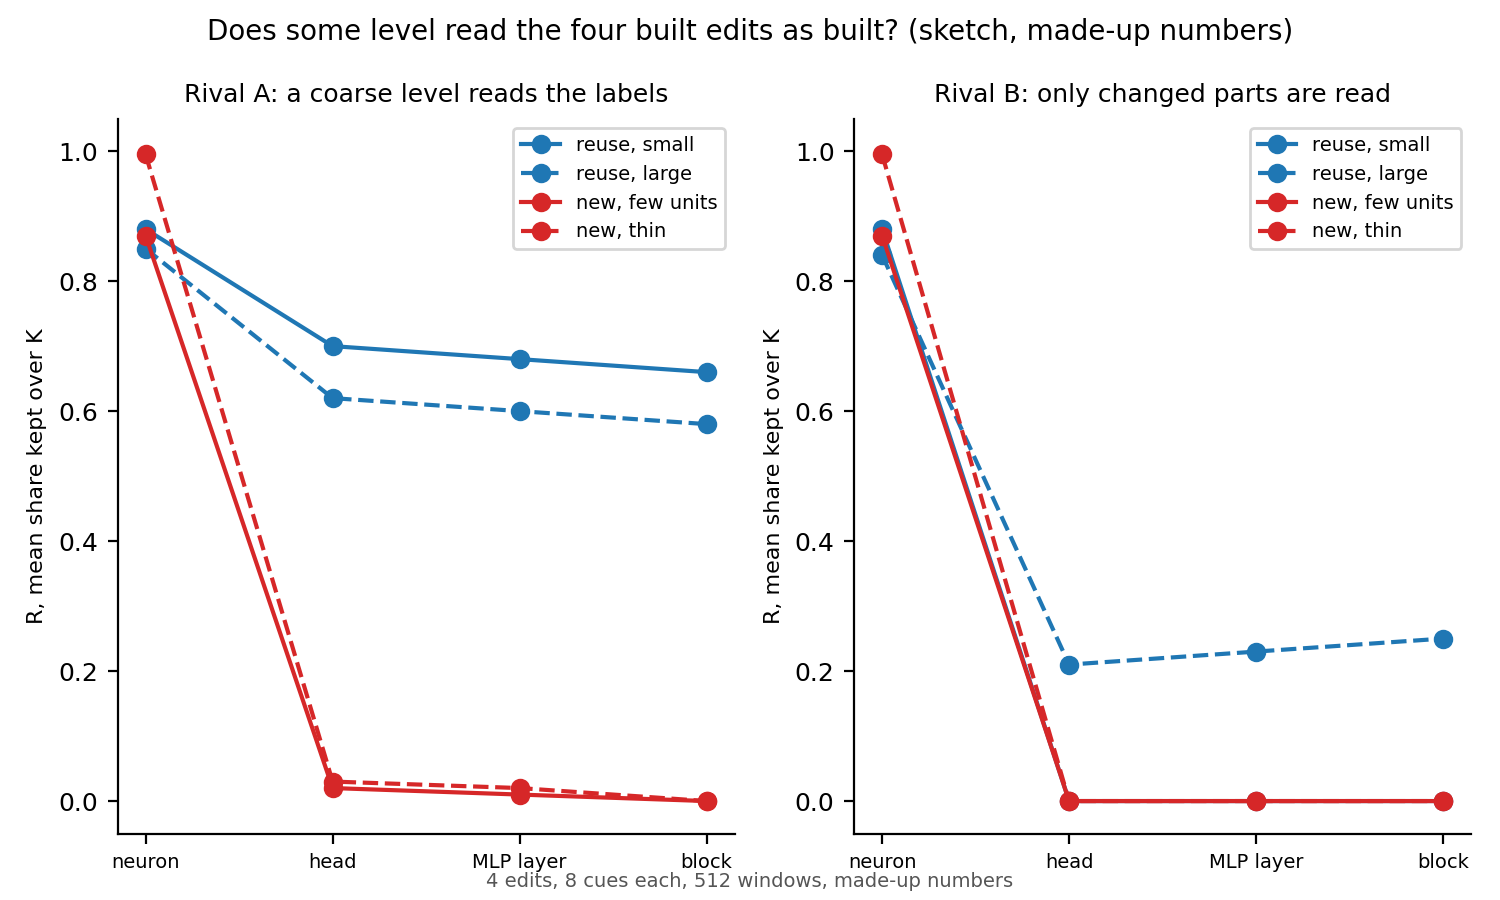 Does some level read the four built edits as built? (sketch, made-up numbers)
Rival A: a coarse level reads the labels
R, mean share kept over K
1.0
0.8
0.6
0.4
0.2
0.0
neuron
head
MLP layer
block
reuse, small
reuse, large
new, few units
new, thin
Rival B: only changed parts are read
R, mean share kept over K
1.0
0.8
0.6
0.4
0.2
0.0
neuron
head
MLP layer
block
reuse, small
reuse, large
new, few units
new, thin
4 edits, 8 cues each, 512 windows, made-up numbers